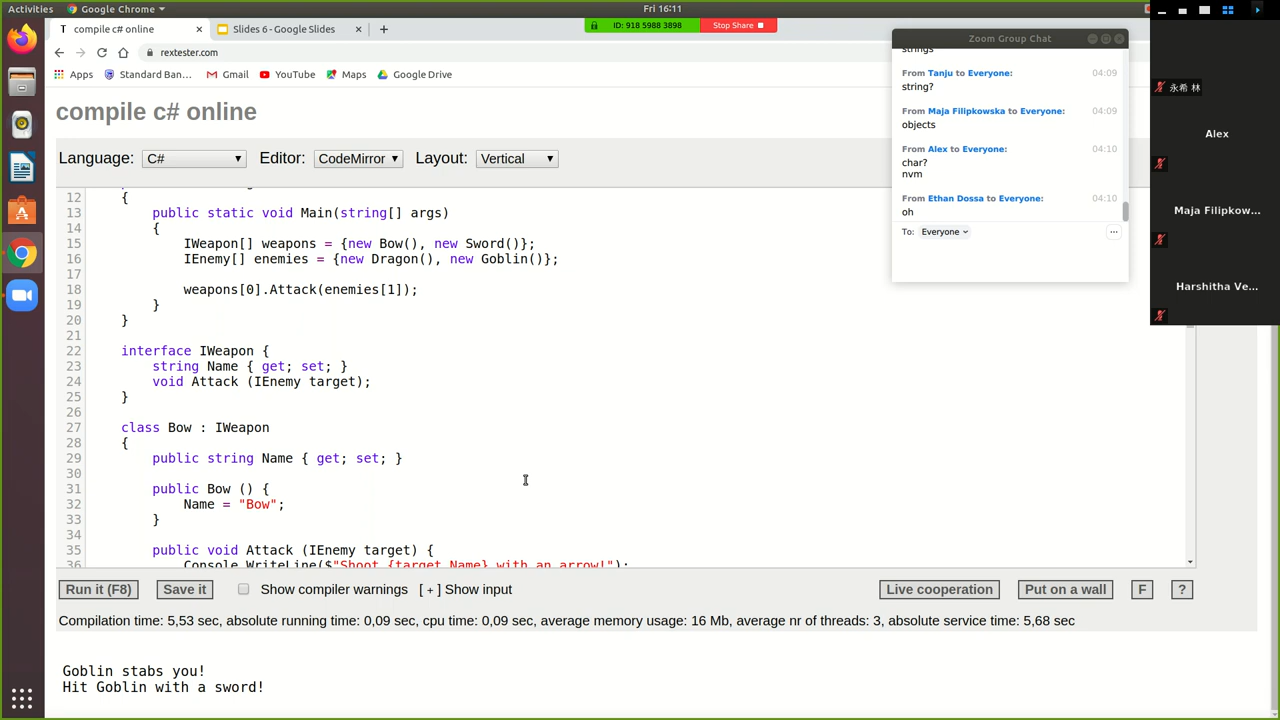 Activities
Google Chrome
Fri 16:11
compile c# online
Slides 6 - Google Slides
ID: 918 5988 3898
Stop Share
rextester.com
Apps
Standard Ban...
Gmail
YouTube
Maps
Google Drive
compile c# online
Language:
C#
Editor:
CodeMirror
Layout:
Vertical
12 {
13 public static void Main(string[] args)
14 {
15 IWeapon[] weapons = {new Bow(), new Sword()};
16 IEnemy[] enemies = {new Dragon(), new Goblin()};
17
18 weapons[0].Attack(enemies[1]);
19 }
20 }
21
22 interface IWeapon {
23 string Name { get; set; }
24 void Attack (IEnemy target);
25 }
26
27 class Bow : IWeapon
28 {
29 public string Name { get; set; }
30
31 public Bow () {
32 Name = "Bow";
33 }
34
35 public void Attack (IEnemy target) {
36 Console.WriteLine($"Shoot {target.Name} with an arrow!");
Run it (F8)
Save it
Show compiler warnings
[ + ] Show input
Live cooperation
Put on a wall
F
?
Compilation time: 5,53 sec, absolute running time: 0,09 sec, cpu time: 0,09 sec, average memory usage: 16 Mb, average nr of threads: 3, absolute service time: 5,68 sec
Goblin stabs you!
Hit Goblin with a sword!
Zoom Group Chat
strings
From Tanju to Everyone: 04:09
string?
From Maja Filipkowska to Everyone: 04:09
objects
From Alex to Everyone: 04:10
char?
nvm
From Ethan Dossa to Everyone: 04:10
oh
To: Everyone
永希 林
Alex
Maja Filipkow...
Harshitha Ve...